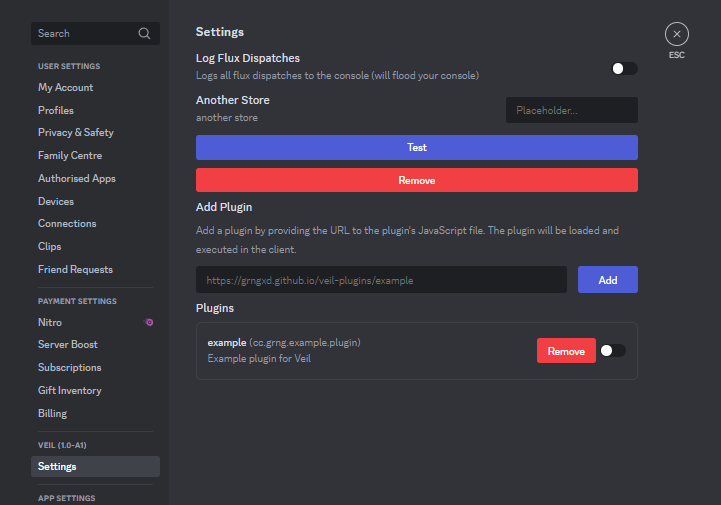 Search
USER SETTINGS
My Account
Profiles
Privacy & Safety
Family Centre
Authorised Apps
Devices
Connections
Clips
Friend Requests
PAYMENT SETTINGS
Nitro
Server Boost
Subscriptions
Gift Inventory
Billing
VEIL (1.0-A1)
Settings
APP SETTINGS
Settings
ESC
Log Flux Dispatches
Logs all flux dispatches to the console (will flood your console)
Another Store
another store
Placeholder...
Test
Remove
Add Plugin
Add a plugin by providing the URL to the plugin's JavaScript file. The plugin will be loaded and
executed in the client.
https://grngxd.github.io/veil-plugins/example
Add
Plugins
example (cc.grng.example.plugin)
Example plugin for Veil
Remove